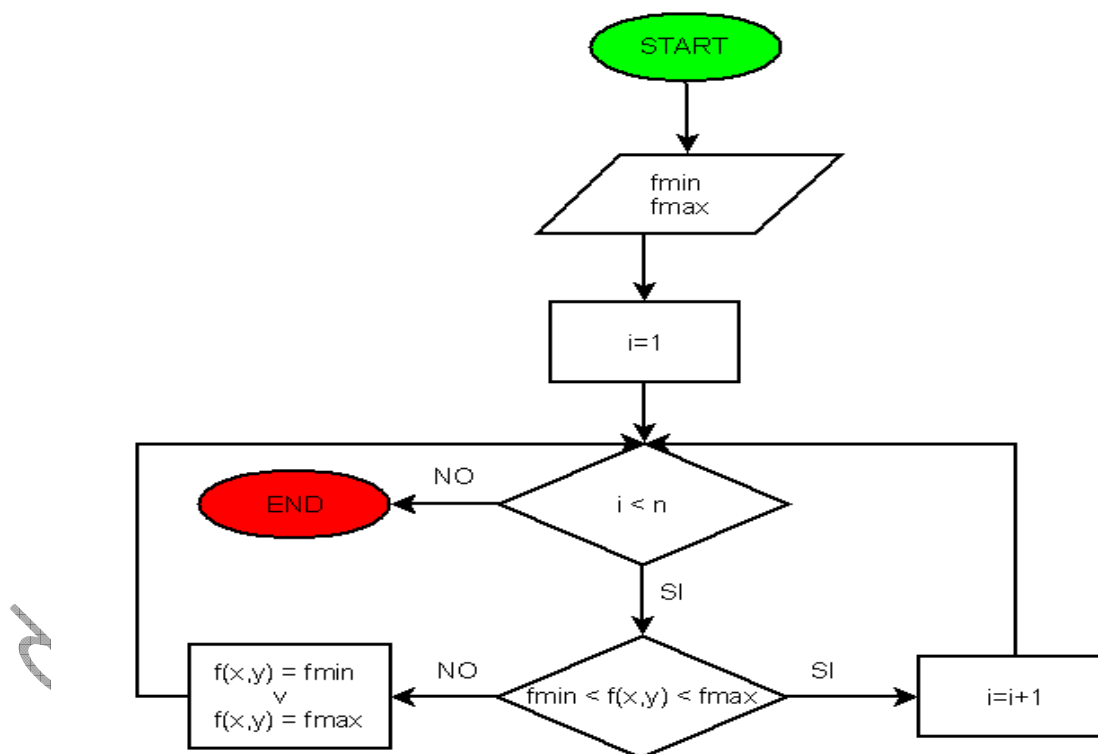 START
fmin
fmax
i=1
NO
END
i < n
SI
f(x,y) = fmin
v
f(x,y) = fmax
NO
fmin < f(x,y) < fmax
SI
i=i+1